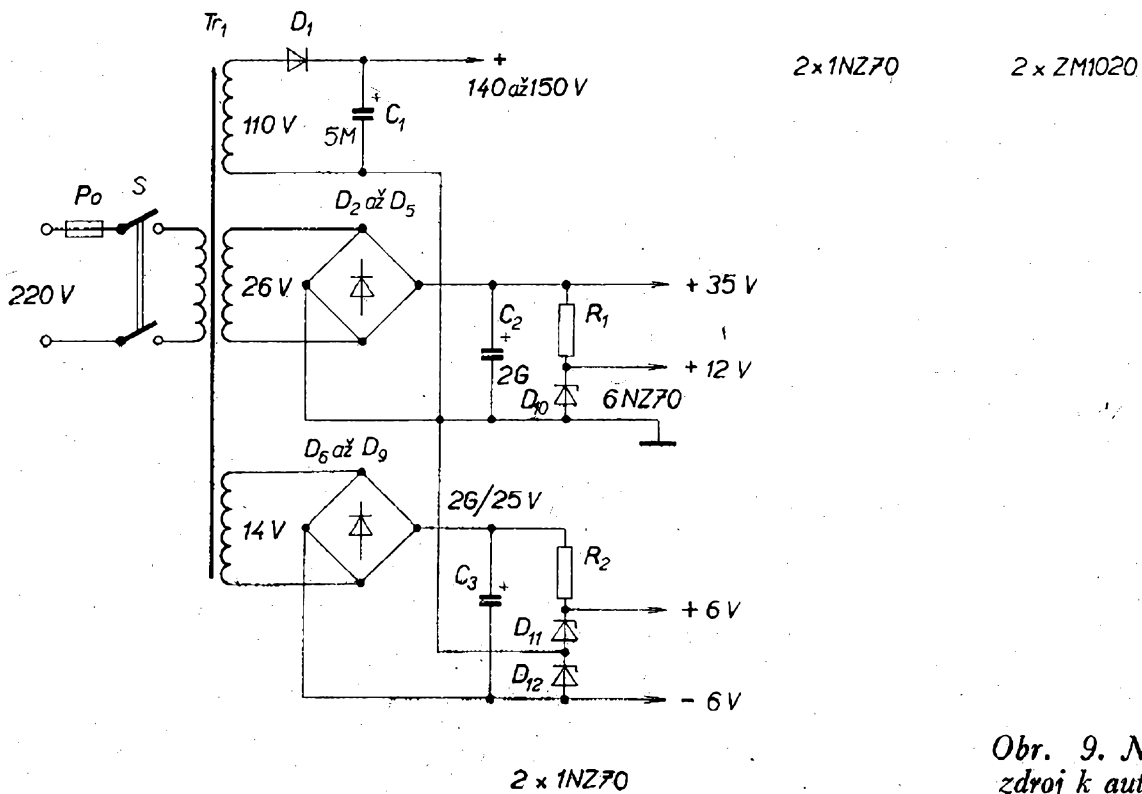 Tr₁
D₁
+
140 až 150 V
2×1NZ70
2 x ZM1020
110 V
+
5M
C₁
D₂ až D₅
Po
S
220 V
26 V
+ 35 V
C₂
+
2G
R₁
+ 12 V
D₁₀
6NZ70
D₆ až D₉
14 V
2G/25 V
C₃
+
R₂
+ 6 V
D₁₁
D₁₂
- 6 V
2 x 1NZ70
Obr. 9. N
zdroj k aut